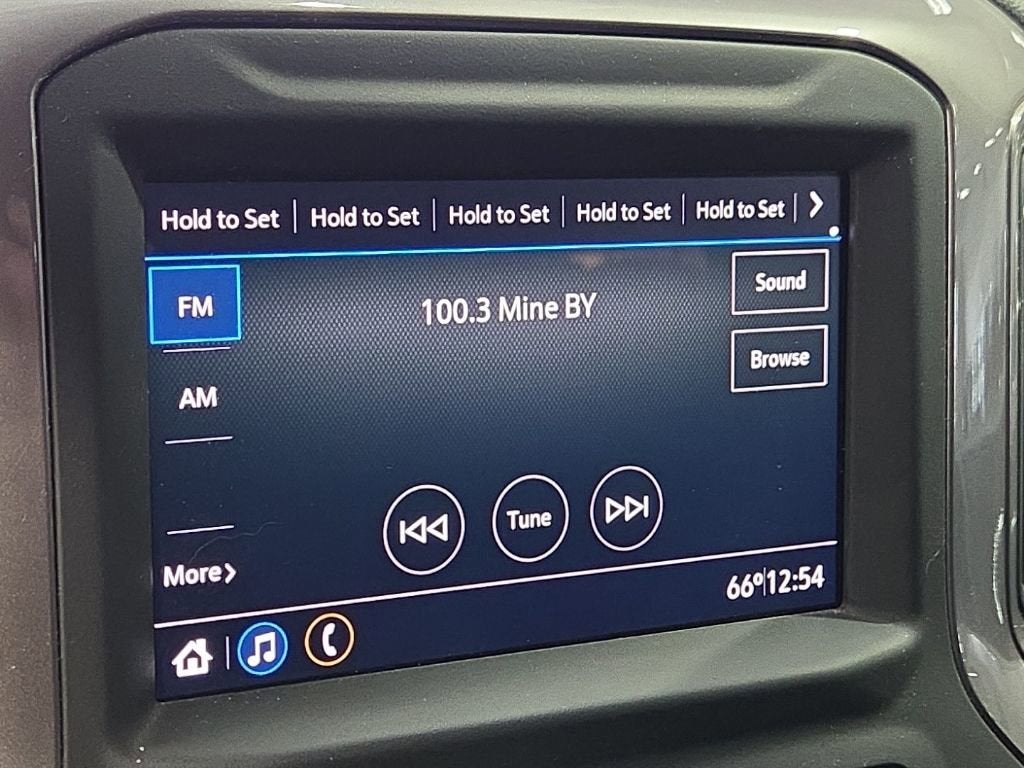 Hold to Set | Hold to Set | Hold to Set | Hold to Set | Hold to Set | >
FM
100.3 Mine BY
Sound
Browse
AM
Tune
More>
66°|12:54